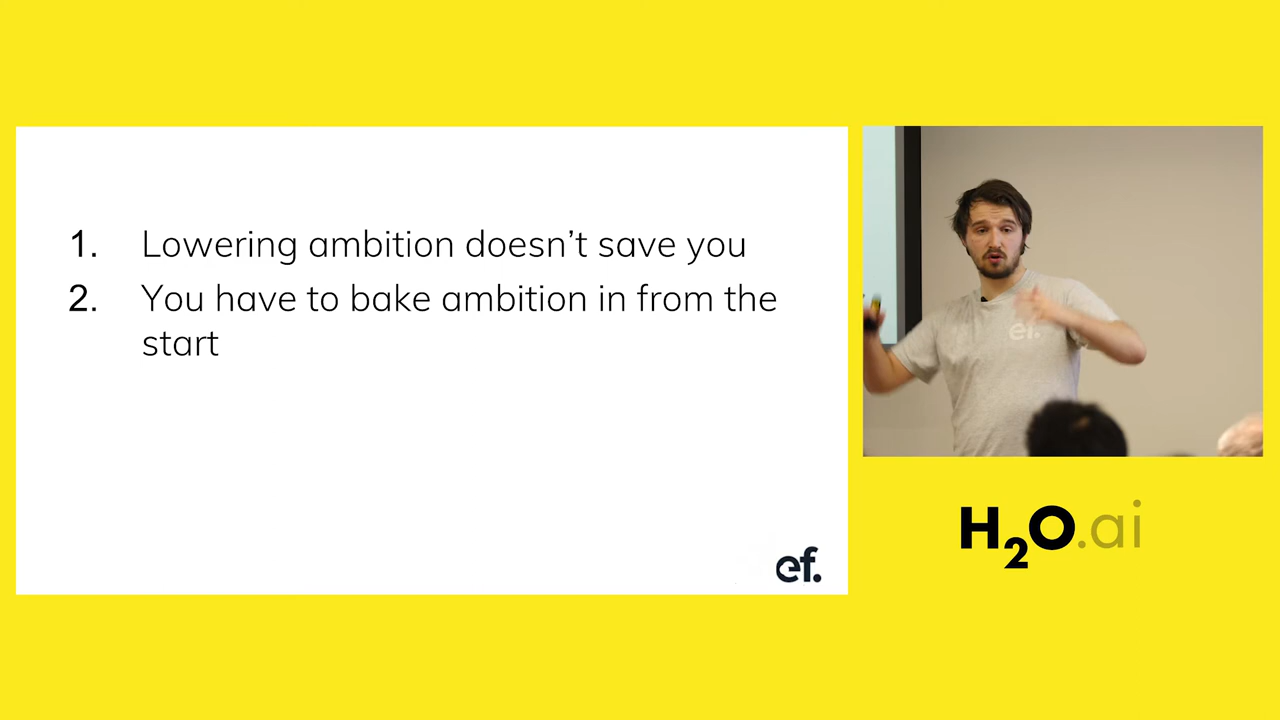 1. Lowering ambition doesn’t save you
2. You have to bake ambition in from the
start
ef.
ef.
H2O.ai